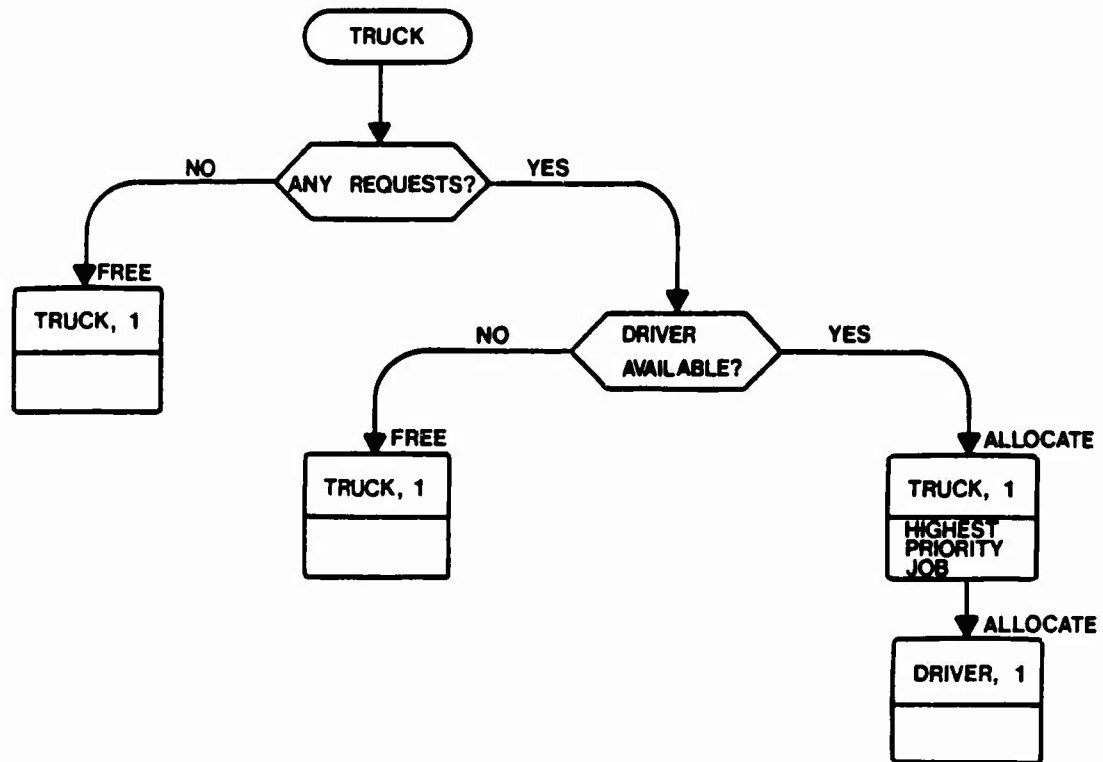 TRUCK
ANY REQUESTS?
NO
YES
FREE
TRUCK, 1
DRIVER
AVAILABLE?
NO
YES
FREE
TRUCK, 1
ALLOCATE
TRUCK, 1
HIGHEST
PRIORITY
JOB
ALLOCATE
DRIVER, 1